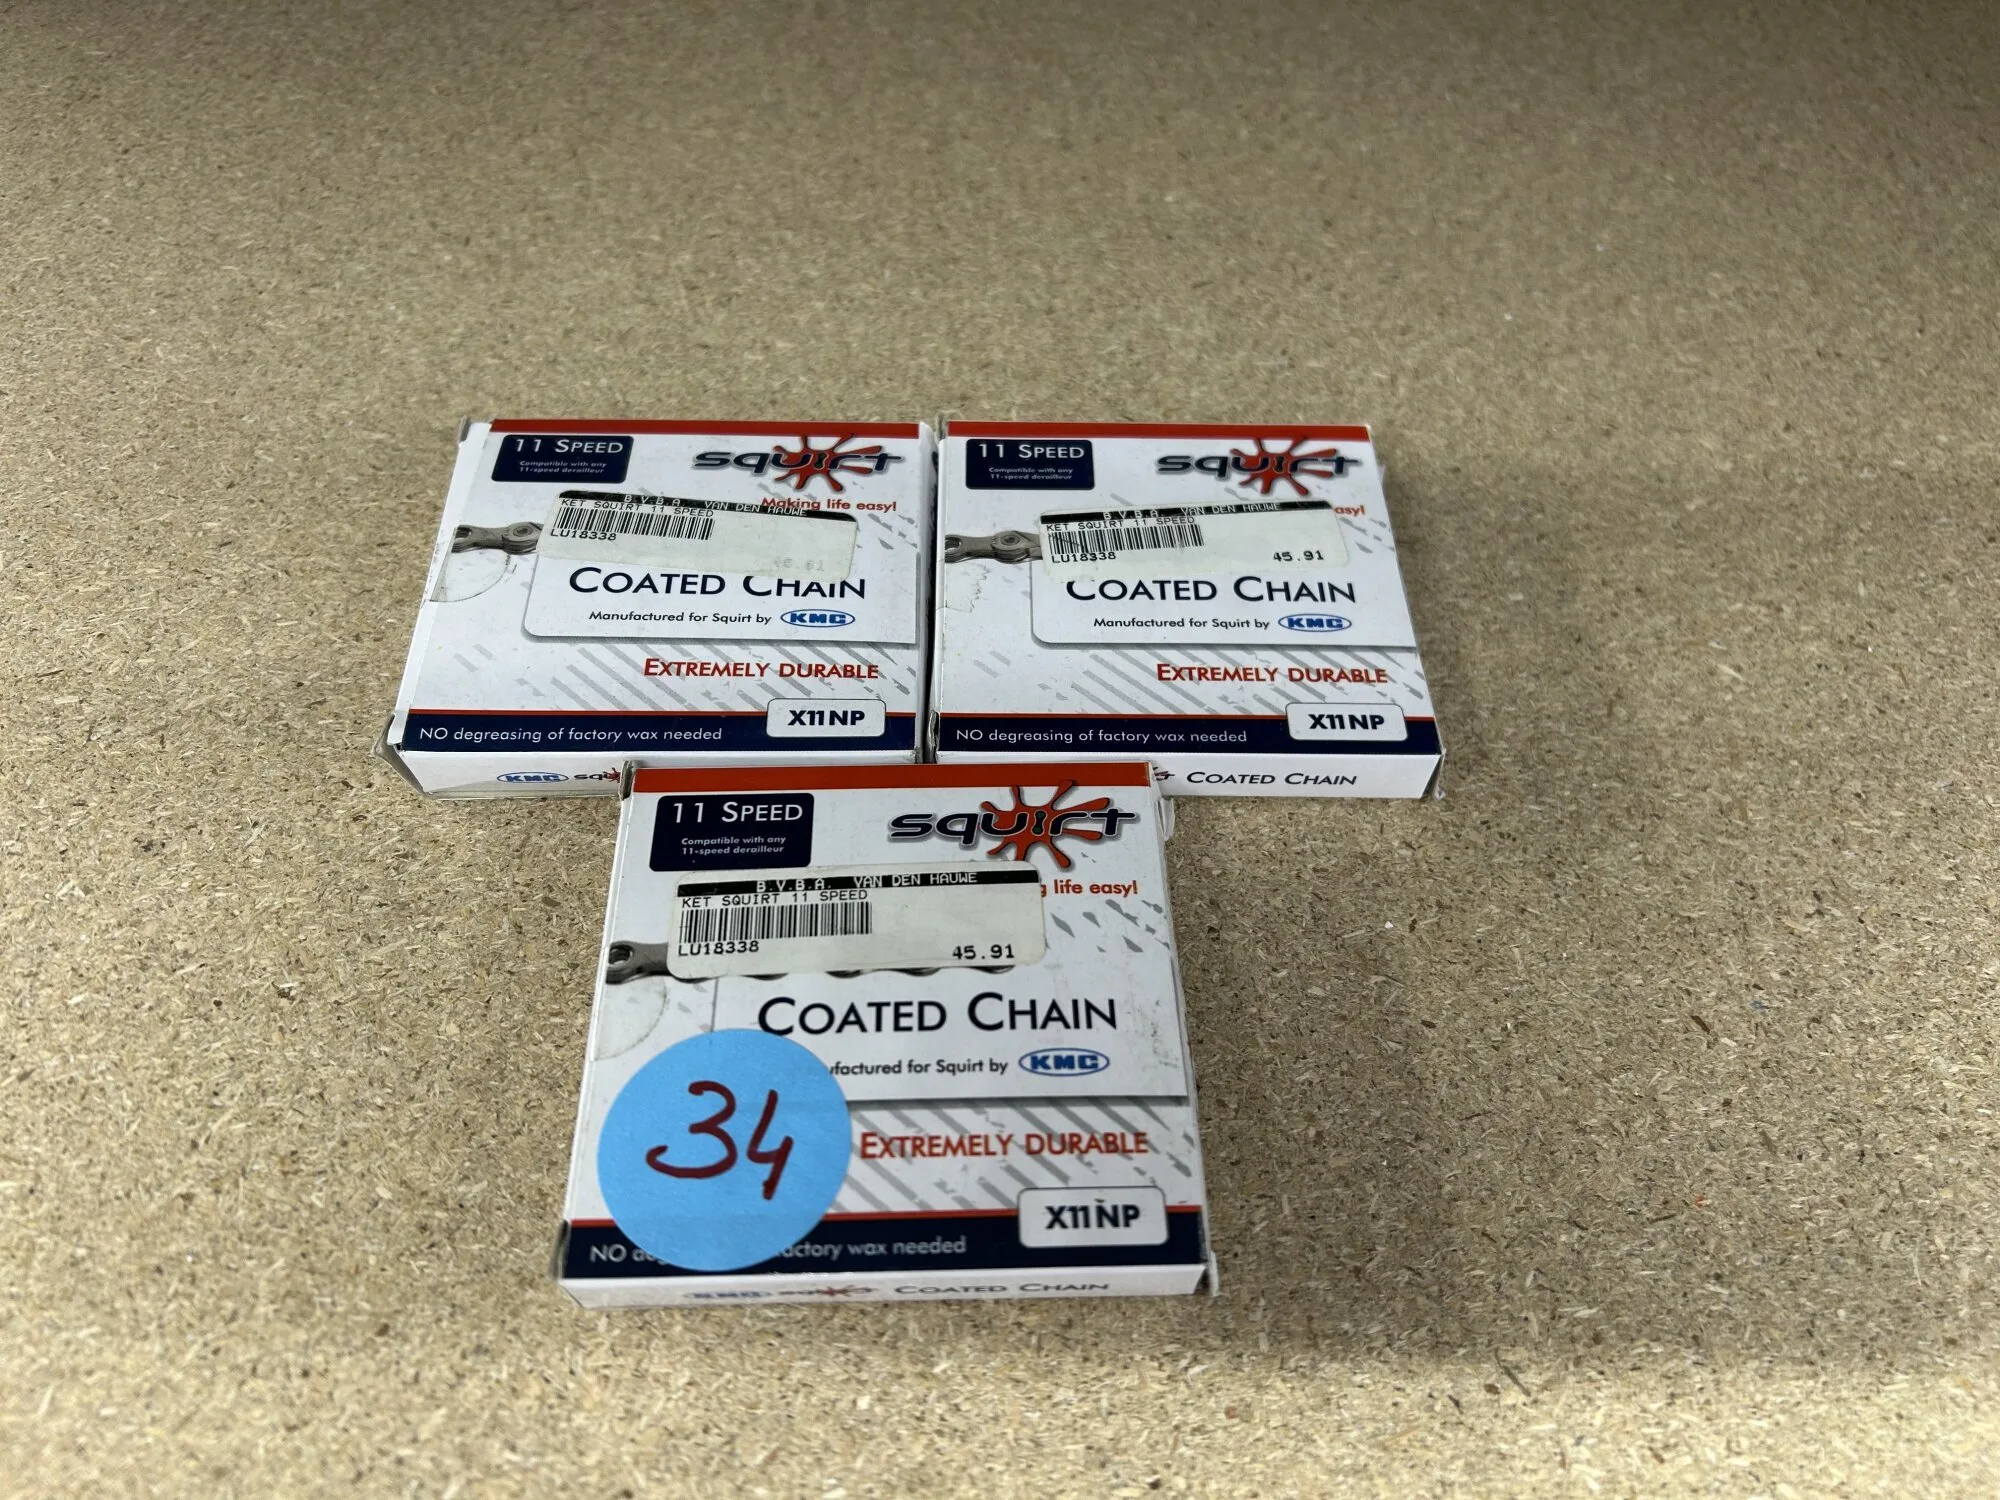 11 SPEED
Compatible with any
11-speed derailleur
squirt
Making life easy!
B.V.B.A. VAN DEN HAUWE
KET SQUIRT 11 SPEED
LU18338
COATED CHAIN
Manufactured for Squirt by KMC
EXTREMELY DURABLE
X11NP
NO degreasing of factory wax needed
KMC
11 SPEED
Compatible with any
11-speed derailleur
squirt
B.V.B.A. VAN DEN HAUWE
KET SQUIRT 11 SPEED
LU18338
45.91
COATED CHAIN
Manufactured for Squirt by KMC
EXTREMELY DURABLE
X11NP
NO degreasing of factory wax needed
COATED CHAIN
11 SPEED
Compatible with any
11-speed derailleur
squirt
life easy!
B.V.B.A. VAN DEN HAUWE
KET SQUIRT 11 SPEED
LU18338
45.91
COATED CHAIN
for Squirt by KMC
34
EXTREMELY DURABLE
X11NP
NO wax needed
KMC squirt COATED CHAIN